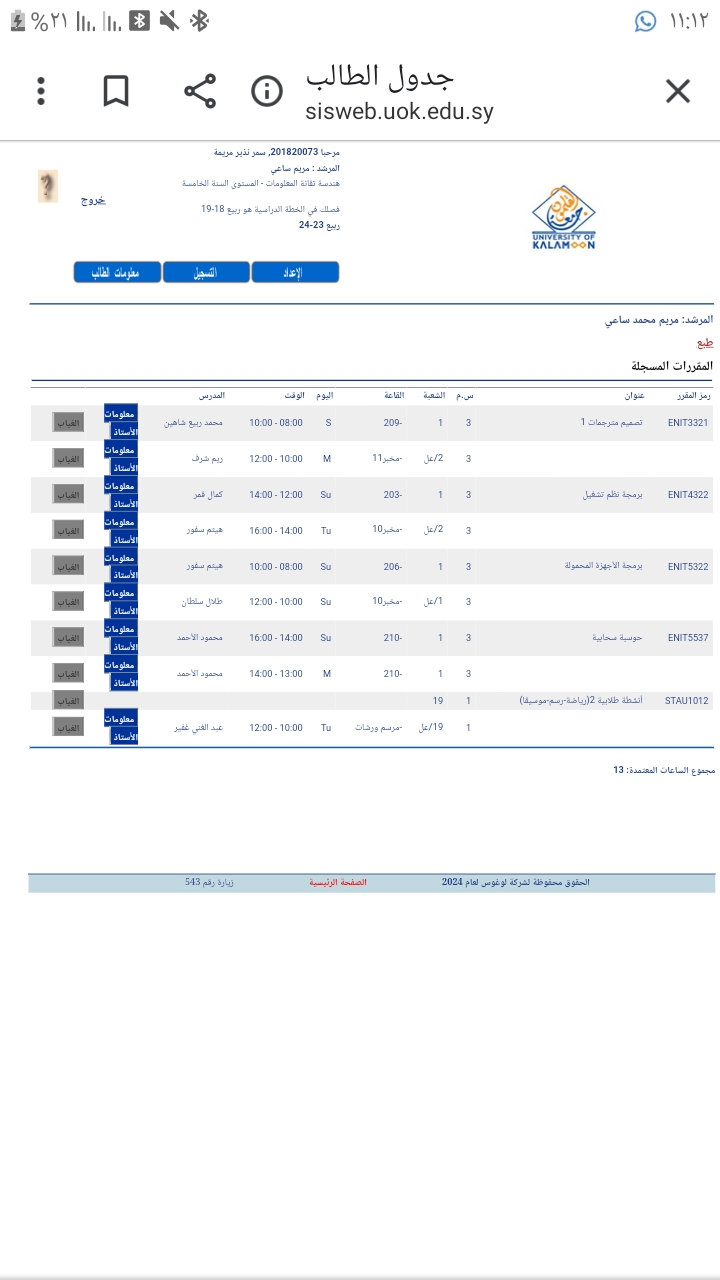 %٢١ ١١:١٢
جدول الطالب
sisweb.uok.edu.sy
مرحبا 201820073, سمر نذير مريمة
المرشد : مريم ساعي
هندسة تقانة المعلومات - المستوى السنة الخامسة
خروج
فصلك في الخطة الدراسية هو ربيع 18-19
ربيع 23-24
UNIVERSITY OF
KALAMOON
الإعداد التسجيل معلومات الطالب
المرشد: مريم محمد ساعي
طبع
المقررات المسجلة
رمز المقرر عنوان س.م الشعبة القاعة اليوم الوقت المدرس
ENIT3321 تصميم مترجمات 1 3 1 209- S 08:00 - 10:00 محمد ربيع شاهين معلومات الأستاذ الغياب
3 2/عل -مخبر11 M 10:00 - 12:00 ريم شرف معلومات الأستاذ الغياب
ENIT4322 برمجة نظم تشغيل 3 1 203- Su 12:00 - 14:00 كمال قمر معلومات الأستاذ الغياب
3 2/عل -مخبر10 Tu 14:00 - 16:00 هيثم سفور معلومات الأستاذ الغياب
ENIT5322 برمجة الأجهزة المحمولة 3 1 206- Su 08:00 - 10:00 هيثم سفور معلومات الأستاذ الغياب
3 1/عل -مخبر10 Su 10:00 - 12:00 طلال سلطان معلومات الأستاذ الغياب
ENIT5537 حوسبة سحابية 3 1 210- Su 14:00 - 16:00 محمود الأحمد معلومات الأستاذ الغياب
3 1 210- M 13:00 - 14:00 محمود الأحمد معلومات الأستاذ الغياب
STAU1012 أنشطة طلابية 2(رياضة-رسم-موسيقا) 1 19 الغياب
1 19/عل -مرسم ورشات Tu 10:00 - 12:00 عبد الغني غفير معلومات الأستاذ الغياب
مجموع الساعات المعتمدة: 13
الحقوق محفوظة لشركة لوغوس لعام 2024 الصفحة الرئيسية زيارة رقم 543